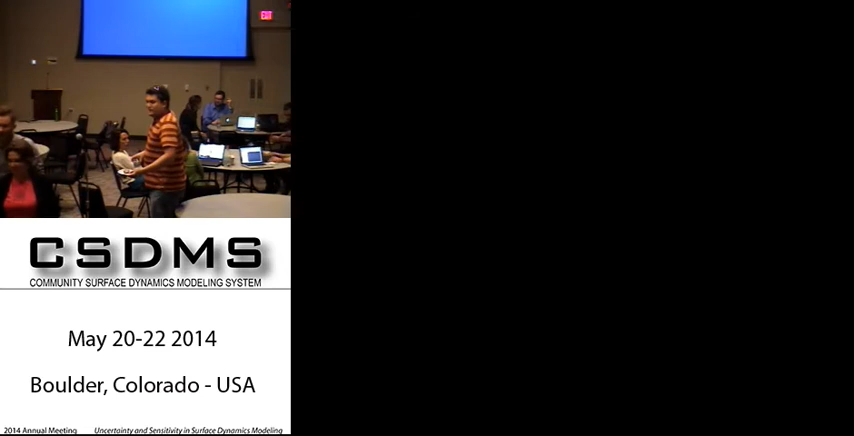 EXIT
CSDMS
COMMUNITY SURFACE DYNAMICS MODELING SYSTEM
May 20-22 2014
Boulder, Colorado - USA
2014 Annual Meeting Uncertainty and Sensitivity in Surface Dynamics Modeling